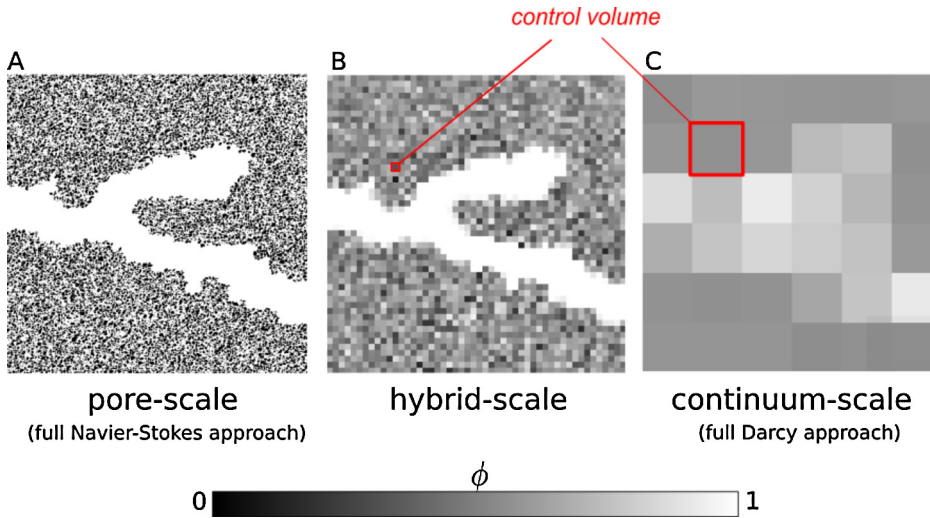 control volume
A
B
C
pore-scale
(full Navier-Stokes approach)
hybrid-scale
continuum-scale
(full Darcy approach)
ϕ
0
1